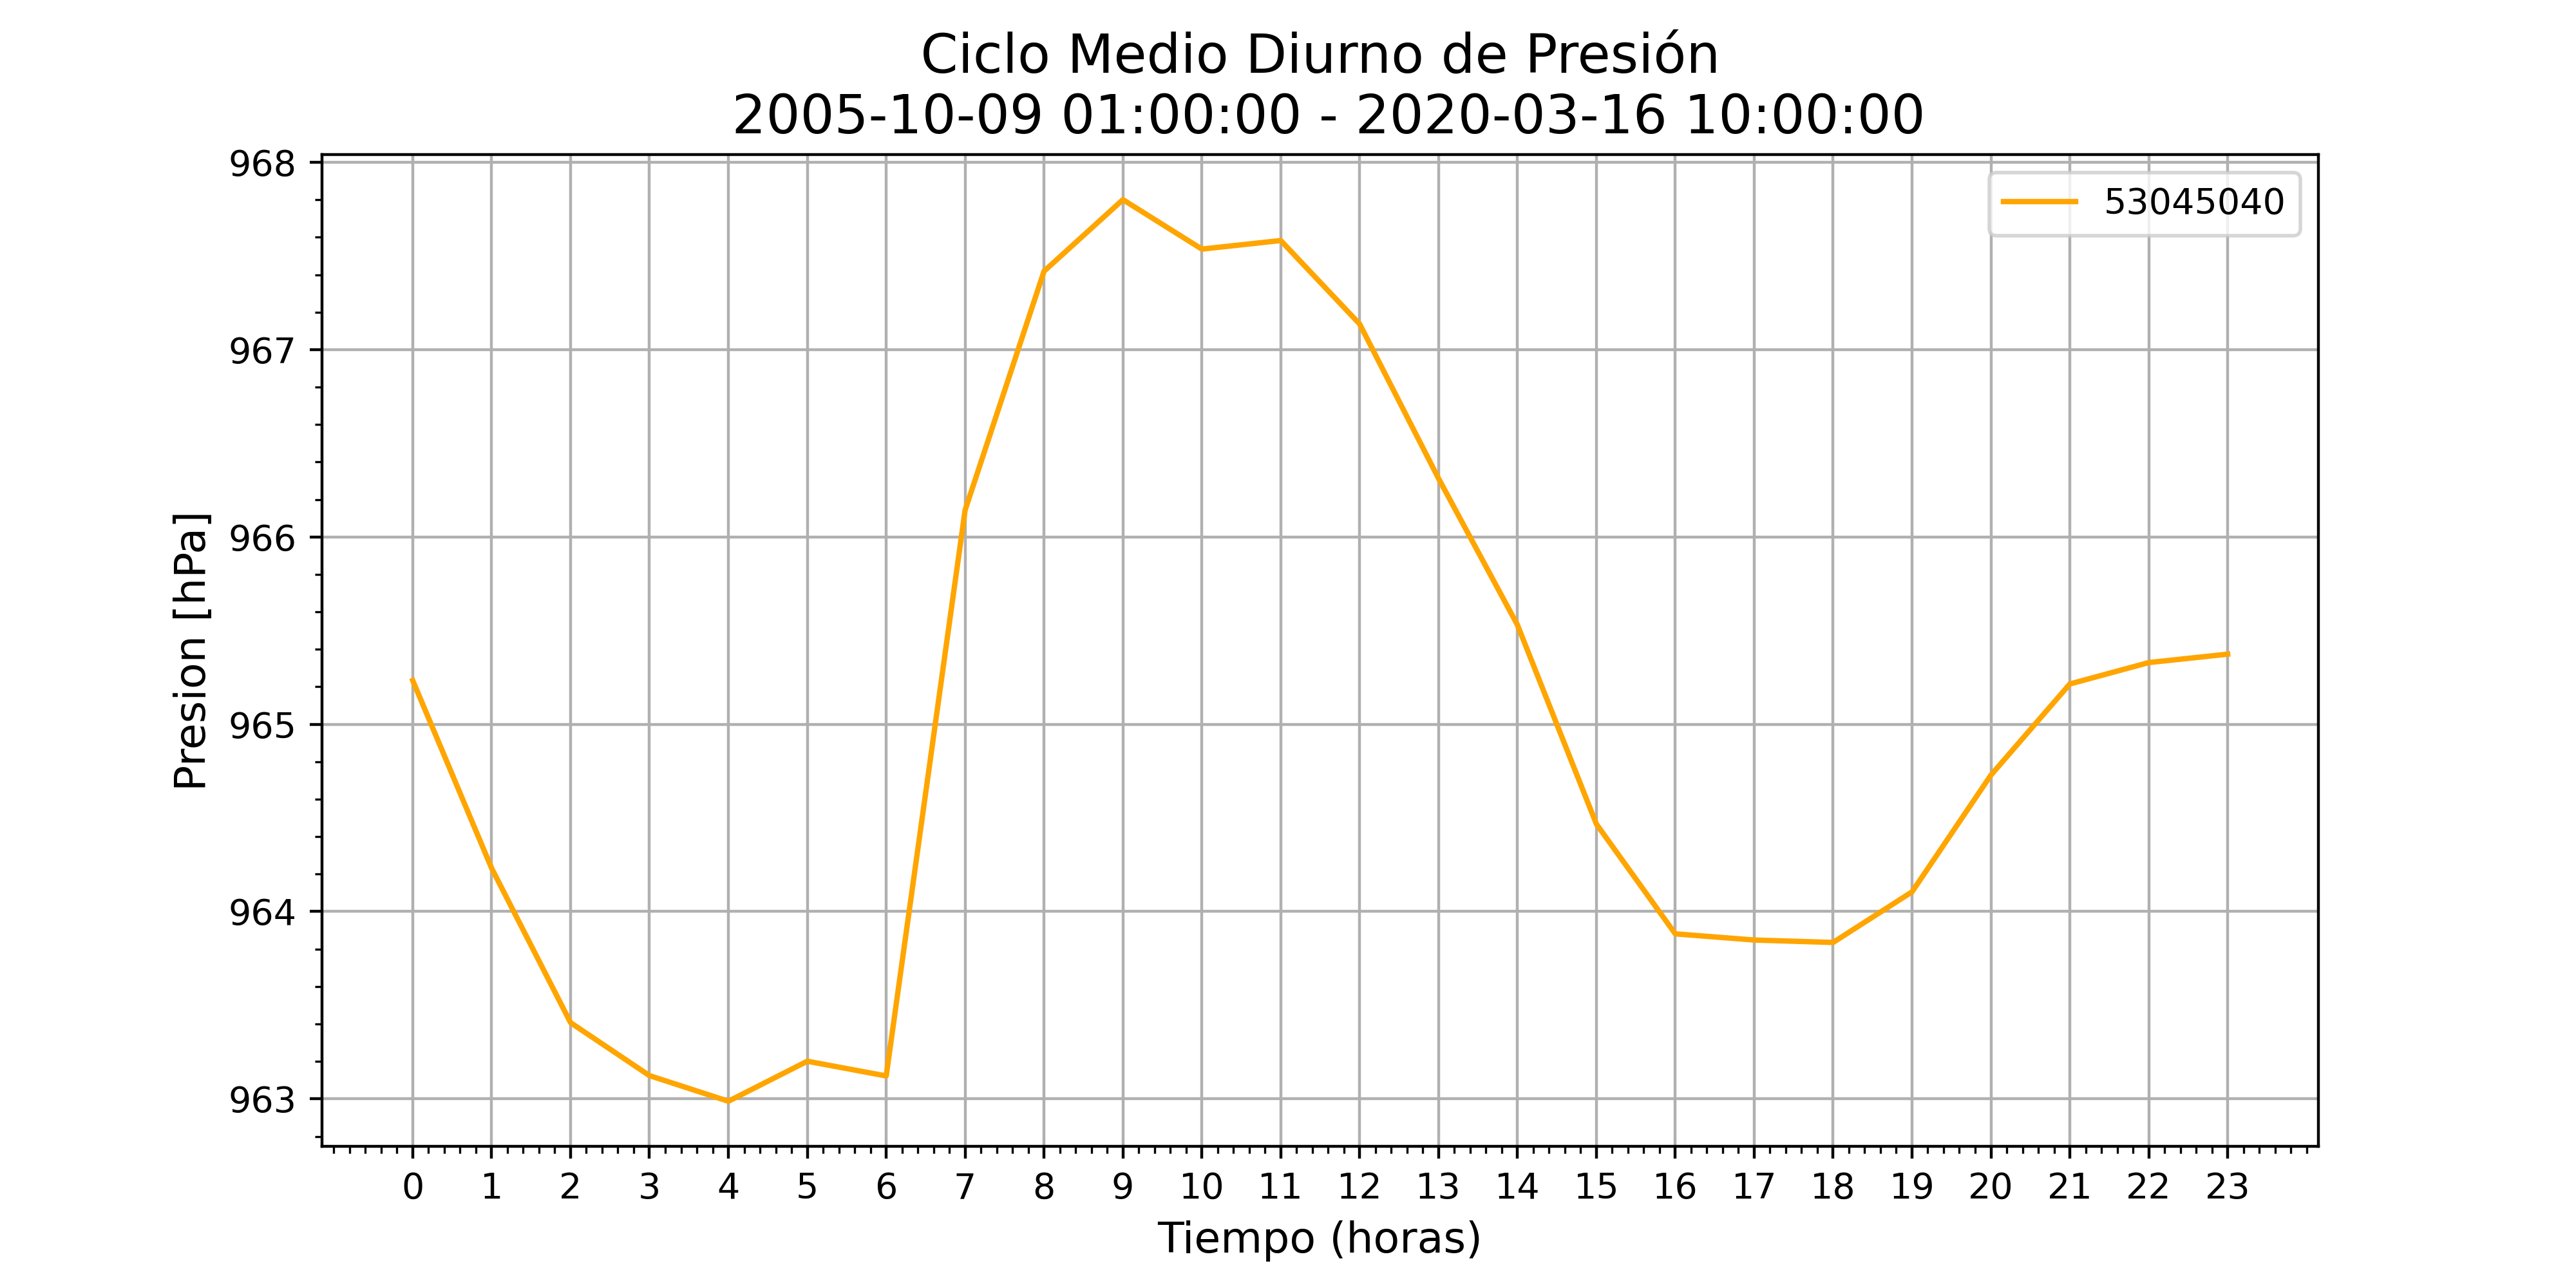 Ciclo Medio Diurno de Presión
2005-10-09 01:00:00 - 2020-03-16 10:00:00
53045040
Presion [hPa]
968
967
966
965
964
963
0 1 2 3 4 5 6 7 8 9 10 11 12 13 14 15 16 17 18 19 20 21 22 23
Tiempo (horas)